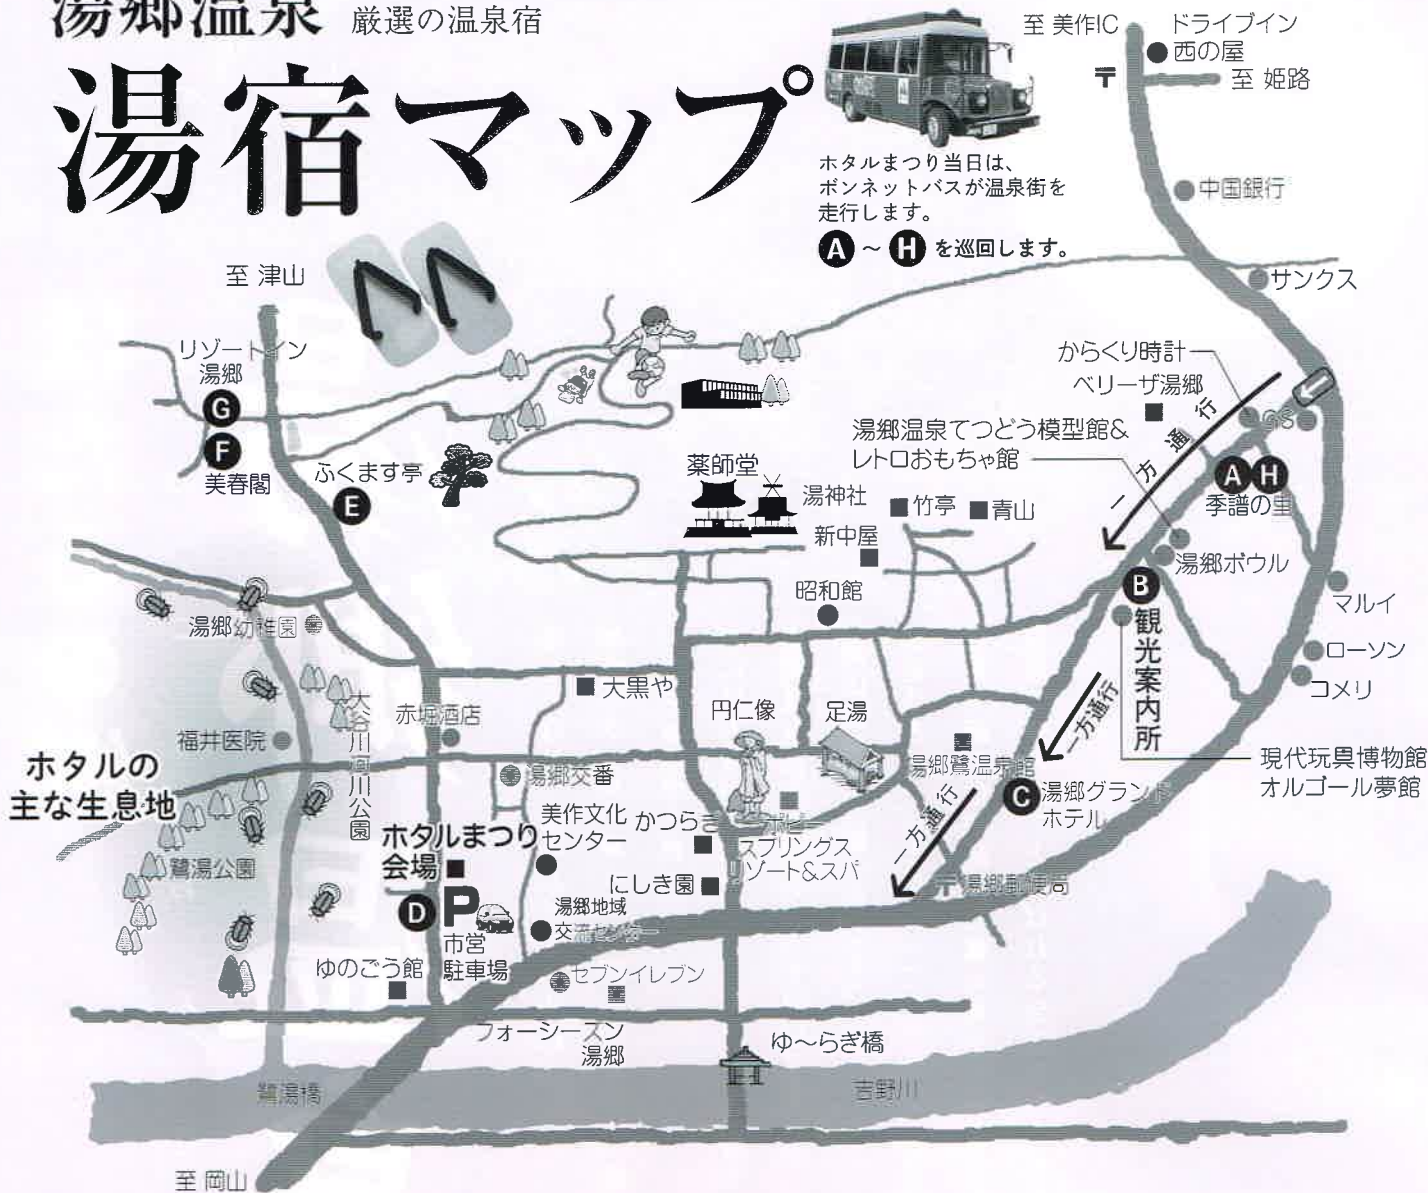 湯郷温泉 厳選の温泉宿
湯宿マップ
ホタルまつり当日は、
ボンネットバスが温泉街を
走行します。
A ～ H を巡回します。
至 美作IC
ドライブイン
西の屋
〒
至 姫路
中国銀行
サンクス
至 津山
リゾートイン
湯郷
G
F
美春閣
ふくます亭
E
からくり時計
ベリーザ湯郷
GS
一方通行
湯郷温泉てつどう模型館&
レトロおもちゃ館
A H
季譜の里
薬師堂
湯神社
竹亭
青山
新中屋
昭和館
湯郷ボウル
B
観光案内所
マルイ
ローソン
コメリ
湯郷幼稚園
大谷川河川公園
福井医院
ホタルの
主な生息地
鷺湯公園
赤堀酒店
大黒や
円仁像
足湯
湯郷鷺温泉館
一方通行
現代玩具博物館
オルゴール夢館
C
湯郷グランド
ホテル
一方通行
湯郷交番
美作文化
センター
かつらぎ
ポピー
スプリングス
リゾート&スパ
ホタルまつり
会場
にしき園
〒湯郷郵便局
D
P
市営
駐車場
湯郷地域
交流センター
ゆのごう館
セブンイレブン
フォーシーズン
湯郷
ゆ～らぎ橋
鷺湯橋
吉野川
至 岡山